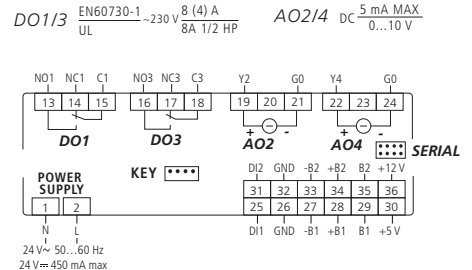 DO1/3 EN60730-1 ~230 V 8 (4) A
UL 8A 1/2 HP
AO2/4 DC 5 mA MAX
0...10 V
NO1 NC1 C1 NO3 NC3 C3 Y2 G0 Y4 G0
13 14 15 16 17 18 19 20 21 22 23 24
DO1 DO3 + - AO2 + - AO4
SERIAL
KEY
POWER
SUPPLY
DI2 GND -B2 +B2 B2 +12 V
31 32 33 34 35 36
1 2 25 26 27 28 29 30
N L DI1 GND -B1 +B1 B1 +5 V
24 V~ 50...60 Hz
24 V⎓ 450 mA max